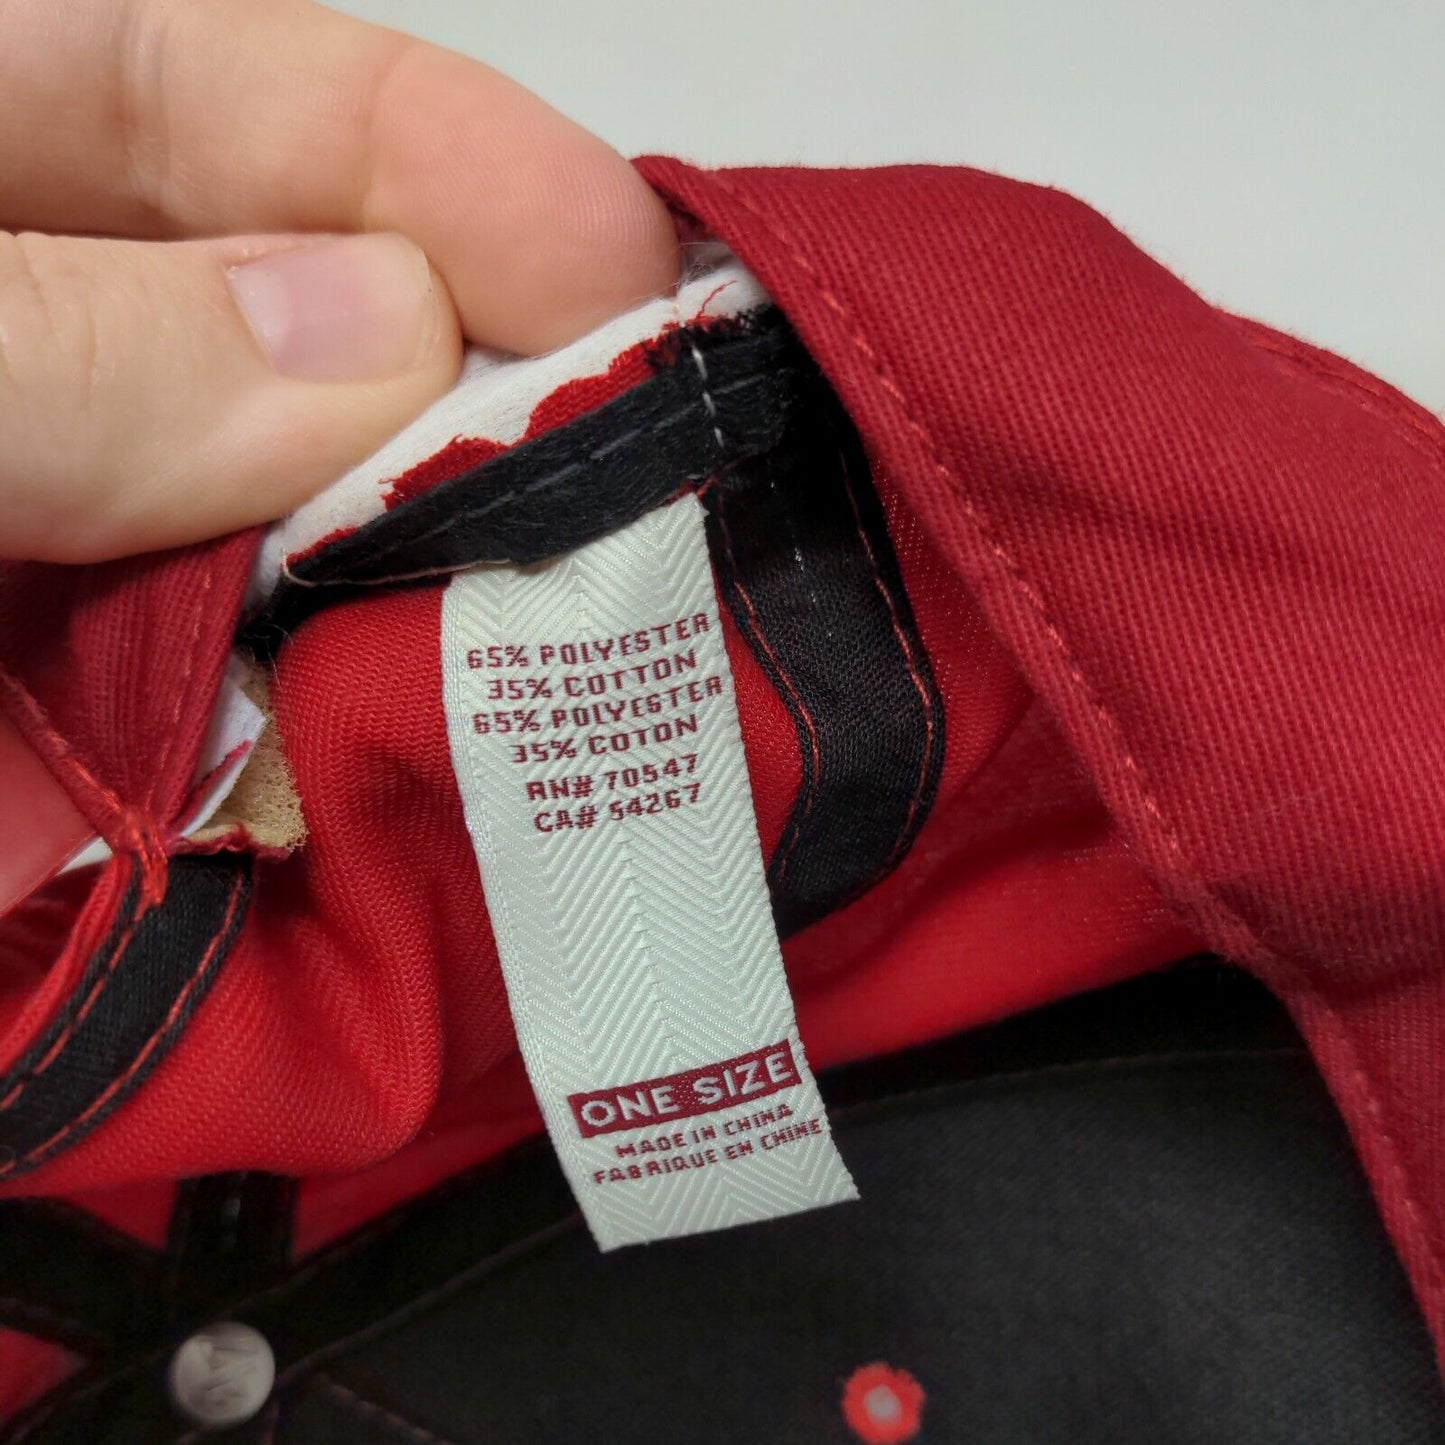 65% POLYESTER
35% COTTON
65% POLYESTER
35% COTON
RN# 70547
CA# 54267
ONE SIZE
MADE IN CHINA
FABRIQUE EN CHINE